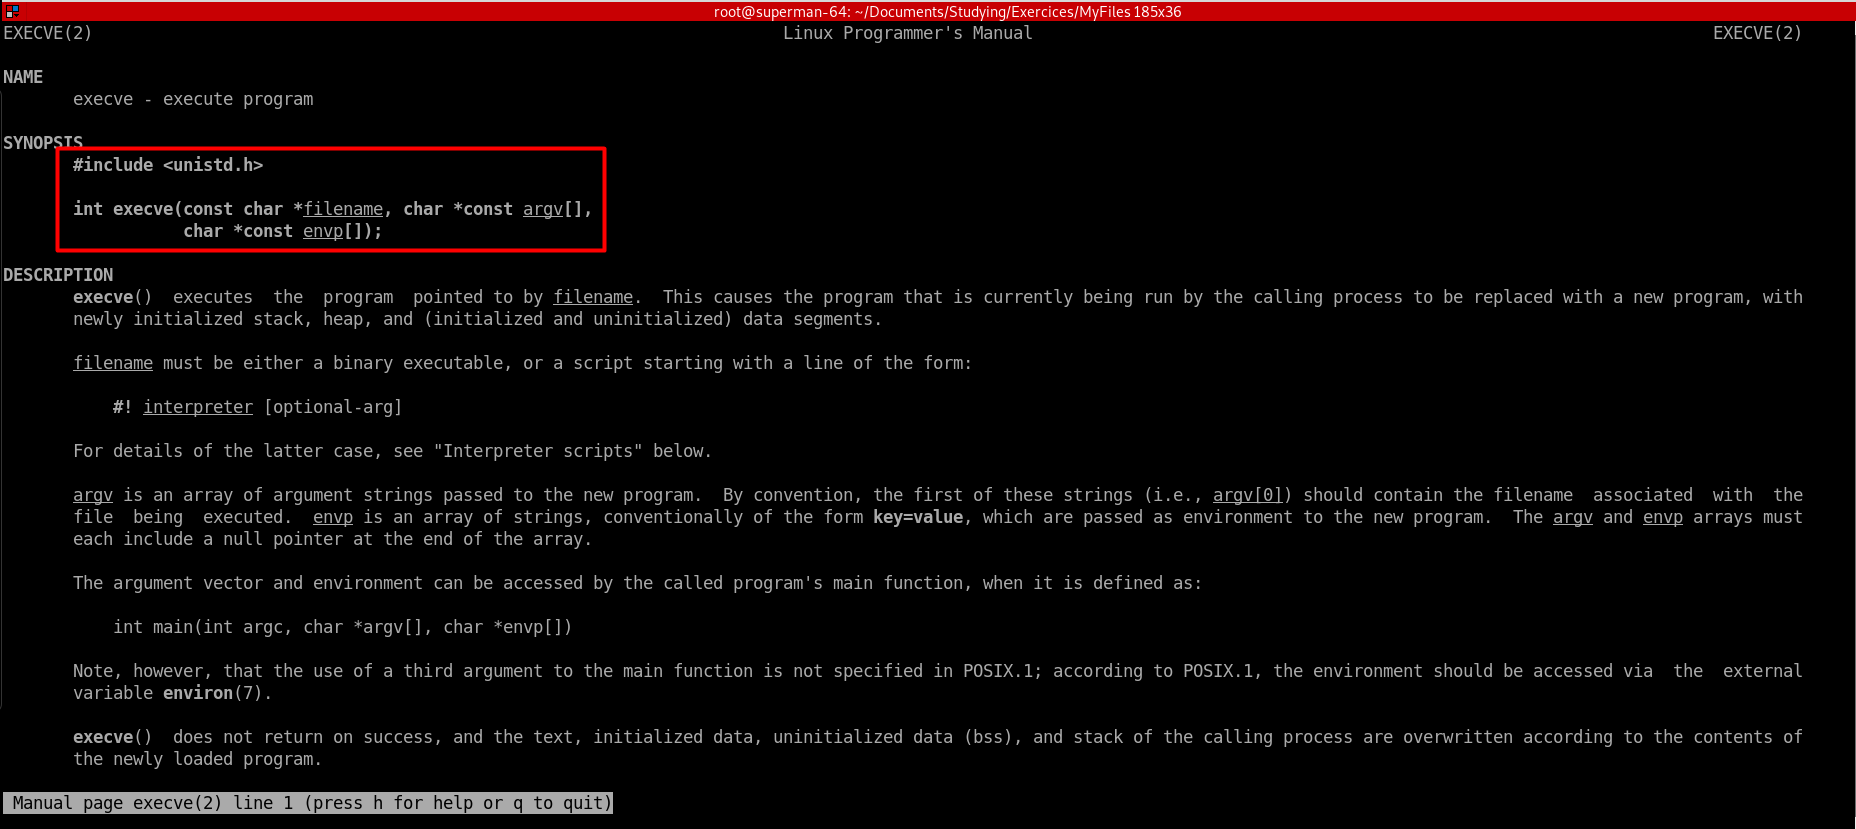 root@superman-64: ~/Documents/Studying/Exercices/MyFiles 185x36
EXECVE(2) Linux Programmer's Manual EXECVE(2)
NAME
execve - execute program
SYNOPSIS
#include <unistd.h>
int execve(const char *filename, char *const argv[],
char *const envp[]);
DESCRIPTION
execve() executes the program pointed to by filename. This causes the program that is currently being run by the calling process to be replaced with a new program, with
newly initialized stack, heap, and (initialized and uninitialized) data segments.
filename must be either a binary executable, or a script starting with a line of the form:
#! interpreter [optional-arg]
For details of the latter case, see "Interpreter scripts" below.
argv is an array of argument strings passed to the new program. By convention, the first of these strings (i.e., argv[0]) should contain the filename associated with the
file being executed. envp is an array of strings, conventionally of the form key=value, which are passed as environment to the new program. The argv and envp arrays must
each include a null pointer at the end of the array.
The argument vector and environment can be accessed by the called program's main function, when it is defined as:
int main(int argc, char *argv[], char *envp[])
Note, however, that the use of a third argument to the main function is not specified in POSIX.1; according to POSIX.1, the environment should be accessed via the external
variable environ(7).
execve() does not return on success, and the text, initialized data, uninitialized data (bss), and stack of the calling process are overwritten according to the contents of
the newly loaded program.
Manual page execve(2) line 1 (press h for help or q to quit)